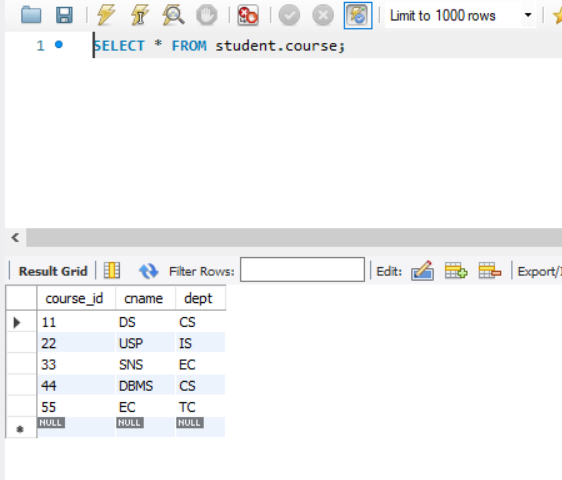 Limit to 1000 rows
1 SELECT * FROM student.course;
Result Grid Filter Rows: Edit: Export/I
course_id cname dept
11 DS CS
22 USP IS
33 SNS EC
44 DBMS CS
55 EC TC
NULL NULL NULL